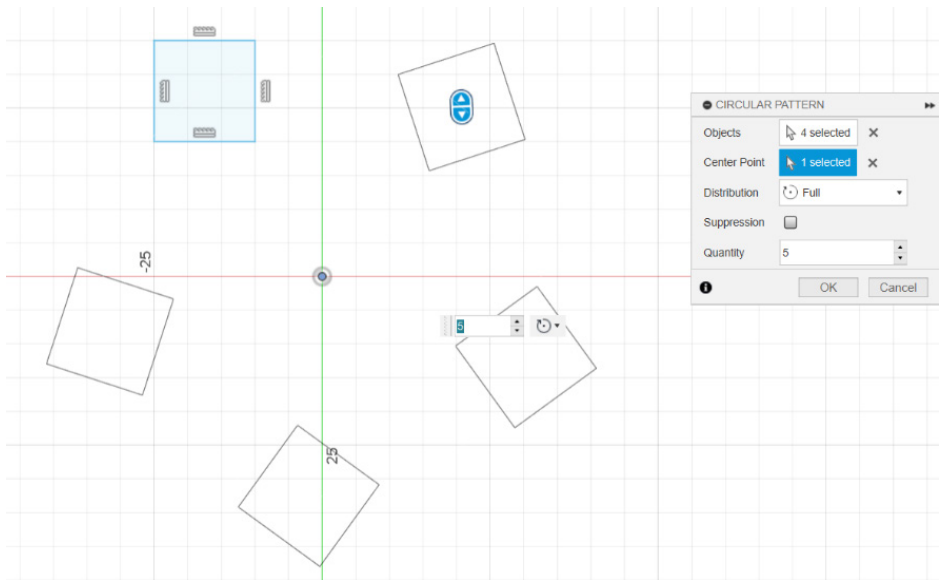 CIRCULAR PATTERN
Objects 4 selected
Center Point 1 selected
Distribution Full
Suppression
Quantity 5
OK Cancel
-25
5
25